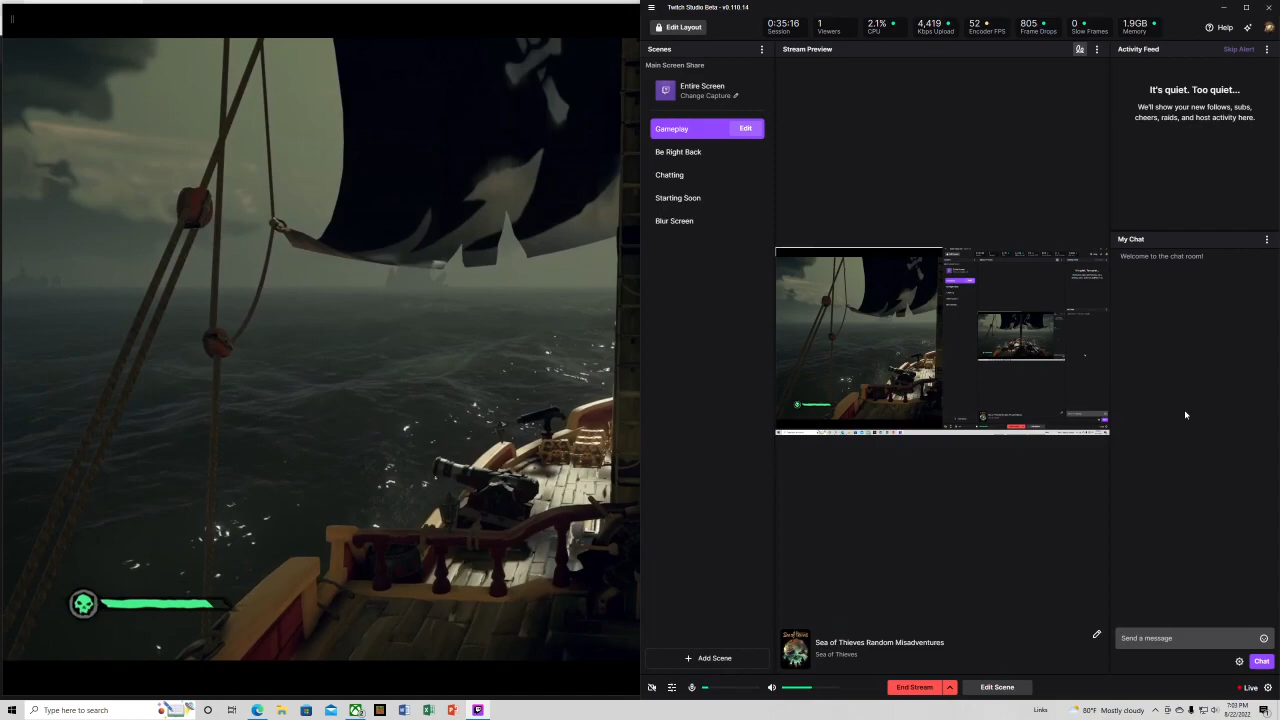 Twitch Studio Beta - v0.110.14
Edit Layout
0:35:16
Session
1
Viewers
2.1%
CPU
4,419
Kbps Upload
52
Encoder FPS
805
Frame Drops
0
Slow Frames
1.9GB
Memory
Help
Scenes
Main Screen Share
Entire Screen
Change Capture
Gameplay
Edit
Be Right Back
Chatting
Starting Soon
Blur Screen
Add Scene
Stream Preview
Sea of Thieves Random Misadventures
Sea of Thieves
End Stream
Edit Scene
Activity Feed
Skip Alert
It's quiet. Too quiet...
We'll show your new follows, subs,
cheers, raids, and host activity here.
My Chat
Welcome to the chat room!
Send a message
Chat
Live
Type here to search
Links
80°F Mostly cloudy
7:03 PM
8/22/2022